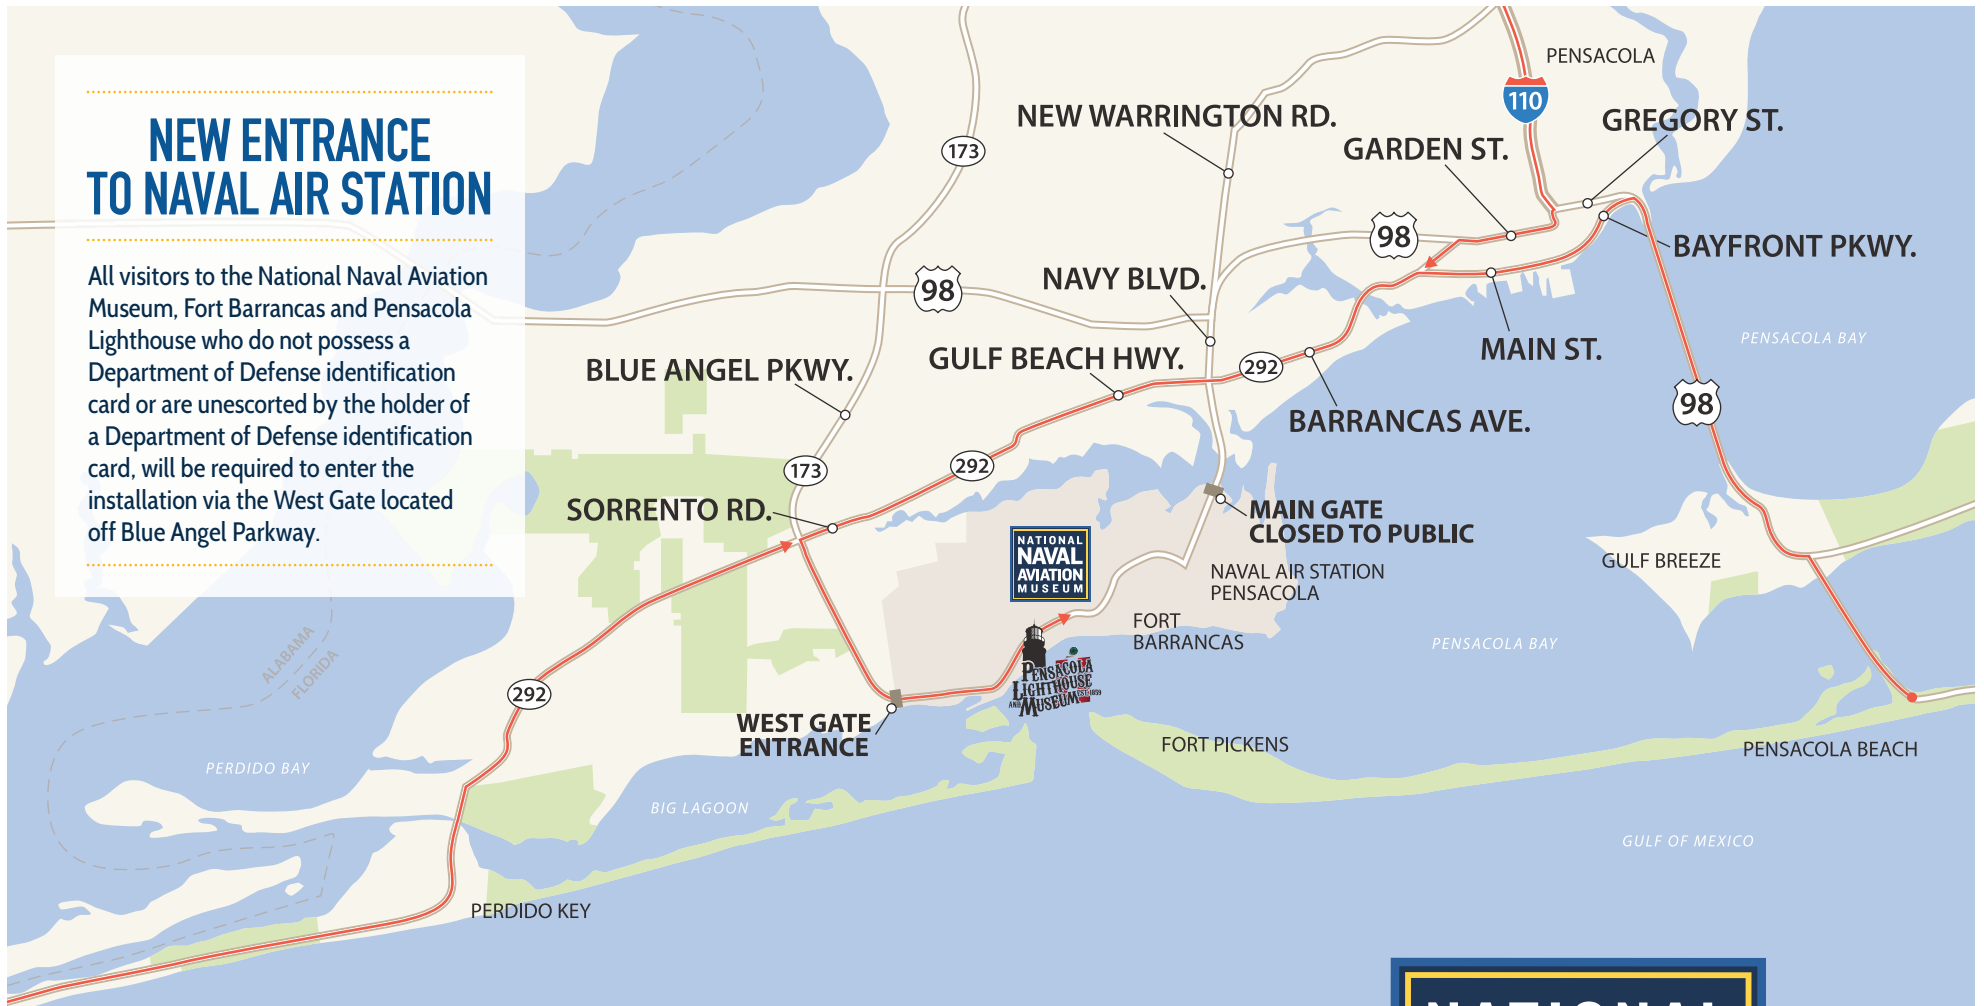 NEW ENTRANCE
TO NAVAL AIR STATION
All visitors to the National Naval Aviation
Museum, Fort Barrancas and Pensacola
Lighthouse who do not possess a
Department of Defense identification
card or are unescorted by the holder of
a Department of Defense identification
card, will be required to enter the
installation via the West Gate located
off Blue Angel Parkway.
PENSACOLA
110
NEW WARRINGTON RD.
GREGORY ST.
GARDEN ST.
173
98
BAYFRONT PKWY.
NAVY BLVD.
98
PENSACOLA BAY
MAIN ST.
GULF BEACH HWY.
292
BLUE ANGEL PKWY.
98
BARRANCAS AVE.
173
292
SORRENTO RD.
MAIN GATE
CLOSED TO PUBLIC
NATIONAL
NAVAL
AVIATION
MUSEUM
GULF BREEZE
NAVAL AIR STATION
PENSACOLA
FORT
BARRANCAS
PENSACOLA BAY
ALABAMA
FLORIDA
PENSACOLA
LIGHTHOUSE
EST·1859
AND MUSEUM
292
WEST GATE
ENTRANCE
FORT PICKENS
PENSACOLA BEACH
PERDIDO BAY
BIG LAGOON
GULF OF MEXICO
PERDIDO KEY
NATIONAL